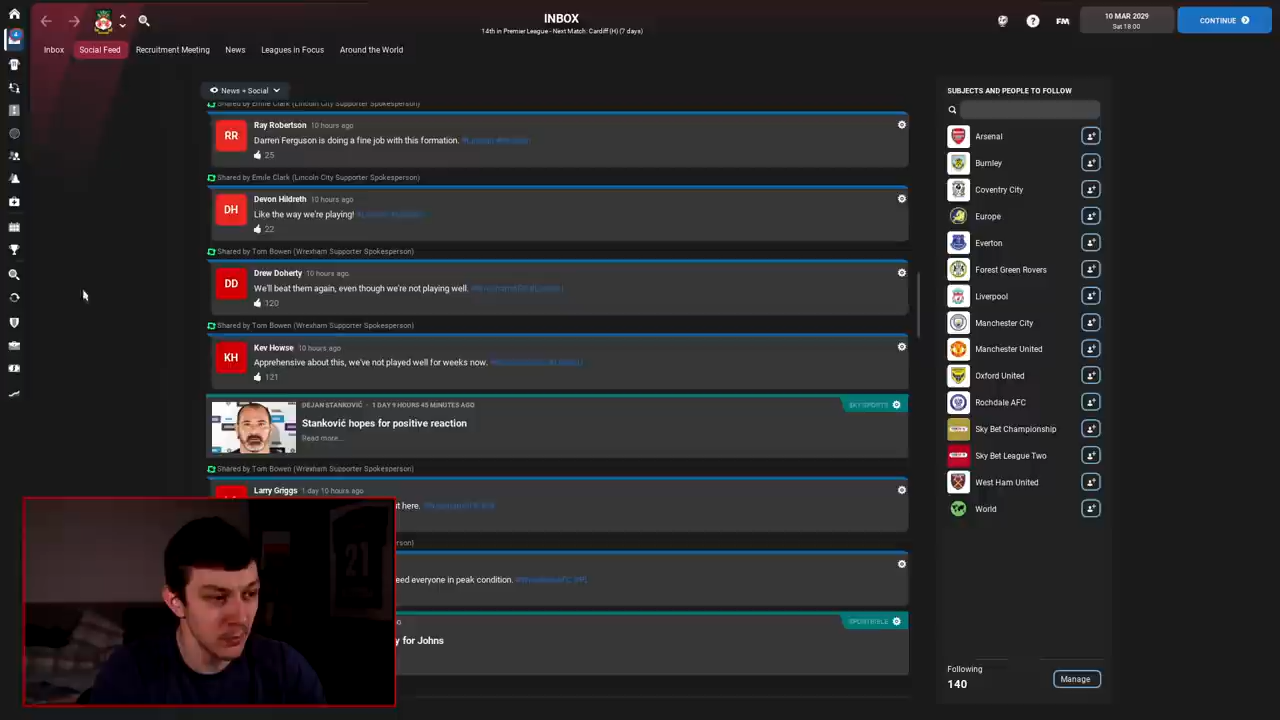 INBOX
14th in Premier League - Next Match: Cardiff (H) (7 days)
FM
10 MAR 2029
Sat 18:00
CONTINUE
Inbox
Social Feed
Recruitment Meeting
News
Leagues in Focus
Around the World
News + Social
Shared by Emile Clark (Lincoln City Supporter Spokesperson)
RR
Ray Robertson 10 hours ago
Darren Ferguson is doing a fine job with this formation.
25
Shared by Emile Clark (Lincoln City Supporter Spokesperson)
DH
Devon Hildreth 10 hours ago
Like the way we're playing!
22
Shared by Tom Bowen (Wrexham Supporter Spokesperson)
DD
Drew Doherty 10 hours ago
We'll beat them again, even though we're not playing well.
120
Shared by Tom Bowen (Wrexham Supporter Spokesperson)
KH
Kev Howse 10 hours ago
Apprehensive about this, we've not played well for weeks now.
121
DEJAN STANKOVIĆ · 1 DAY 9 HOURS 45 MINUTES AGO
SKY SPORTS
Stanković hopes for positive reaction
Read more...
Shared by Tom Bowen (Wrexham Supporter Spokesperson)
Larry Griggs 1 day 10 hours ago
t here.
erson)
eed everyone in peak condition.
SPORTBIBLE
y for Johns
21
SUBJECTS AND PEOPLE TO FOLLOW
Arsenal
Burnley
Coventry City
Europe
Everton
Forest Green Rovers
Liverpool
Manchester City
Manchester United
Oxford United
Rochdale AFC
Sky Bet Championship
Sky Bet League Two
West Ham United
World
Following
140
Manage